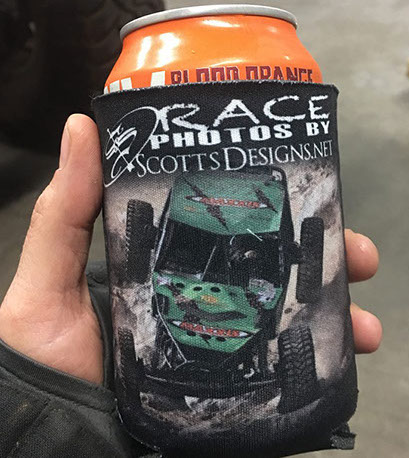 BLOOD ORANGE
RACE
PHOTOS BY
SCOTTSDESIGNS.NET